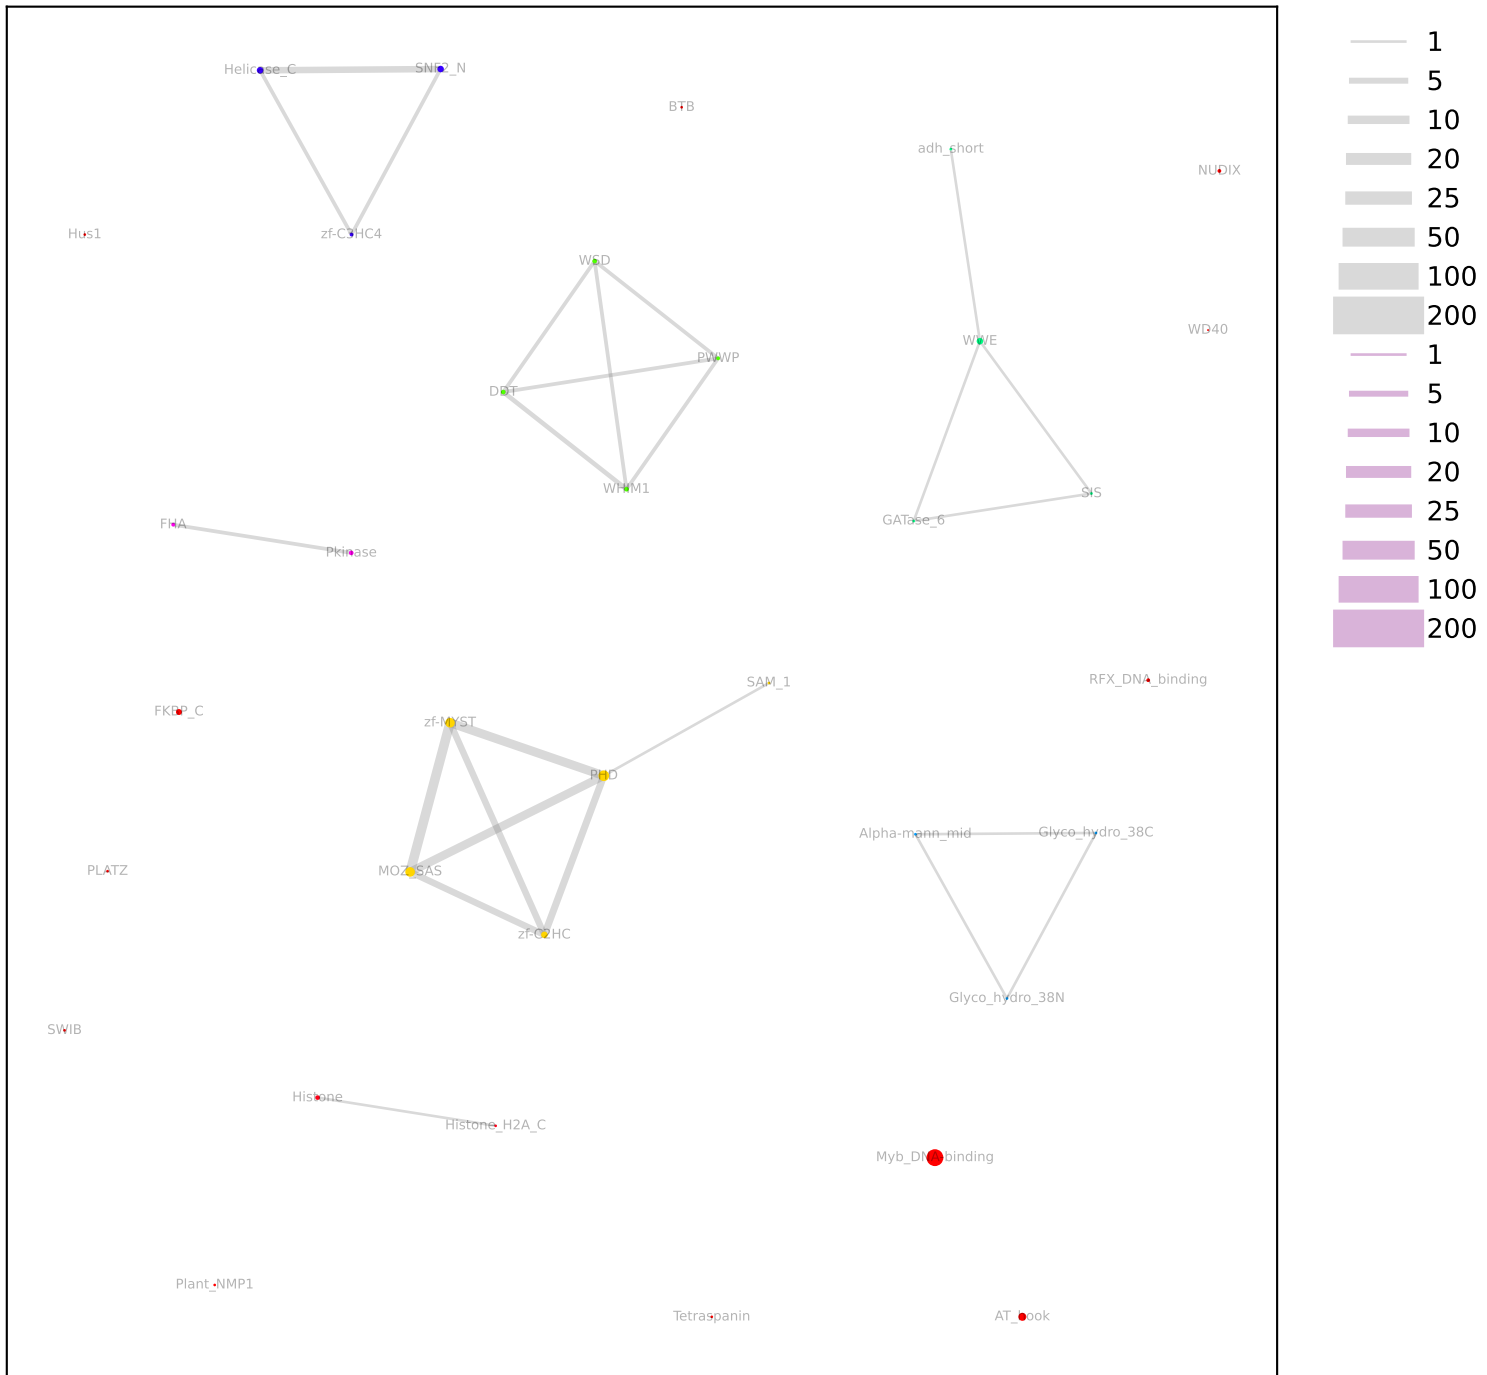 Helicase_C
SNF2_N
BTB
adh_short
NUDIX
Hus1
zf-C3HC4
WSD
WD40
WWE
PWWP
DDT
WHIM1
SIS
GATase_6
FHA
Pkinase
SAM_1
RFX_DNA_binding
FKBP_C
zf-MYST
PHD
Alpha-mann_mid
Glyco_hydro_38C
PLATZ
MOZ_SAS
zf-C2HC
Glyco_hydro_38N
SWIB
Histone
Histone_H2A_C
Myb_DNA-binding
Plant_NMP1
Tetraspanin
AT_hook
1
5
10
20
25
50
100
200
1
5
10
20
25
50
100
200